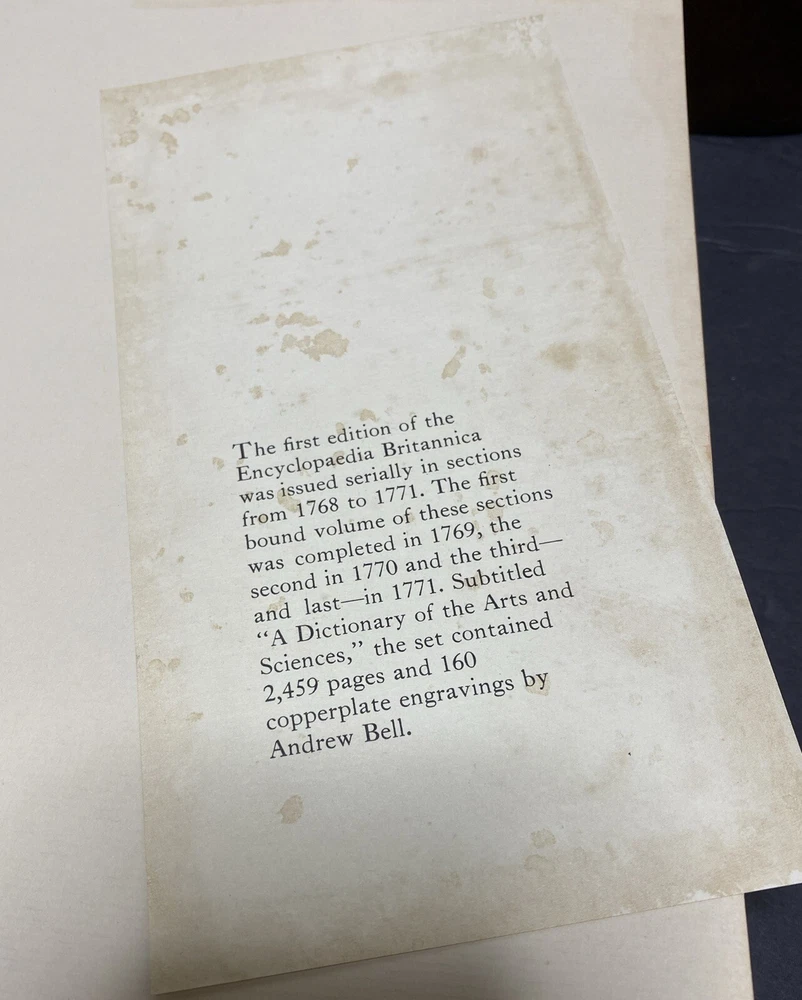 The first edition of the
Encyclopaedia Britannica
was issued serially in sections
from 1768 to 1771. The first
bound volume of these sections
was completed in 1769, the
second in 1770 and the third—
and last—in 1771. Subtitled
“A Dictionary of the Arts and
Sciences,” the set contained
2,459 pages and 160
copperplate engravings by
Andrew Bell.